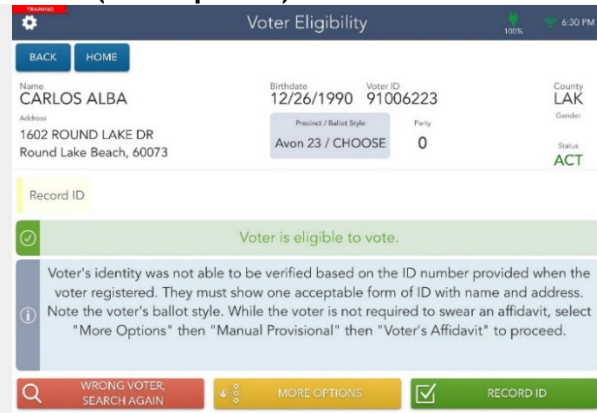 TRAINING
Voter Eligibility
100%
6:30 PM
BACK
HOME
Name
CARLOS ALBA
Birthdate
12/26/1990
Voter ID
91006223
County
LAK
Address
1602 ROUND LAKE DR
Round Lake Beach, 60073
Precinct / Ballot Style
Avon 23 / CHOOSE
Party
0
Gender
Status
ACT
Record ID
Voter is eligible to vote.
Voter's identity was not able to be verified based on the ID number provided when the
voter registered. They must show one acceptable form of ID with name and address.
Note the voter's ballot style. While the voter is not required to swear an affidavit, select
"More Options" then "Manual Provisional" then "Voter's Affidavit" to proceed.
WRONG VOTER,
SEARCH AGAIN
MORE OPTIONS
RECORD ID